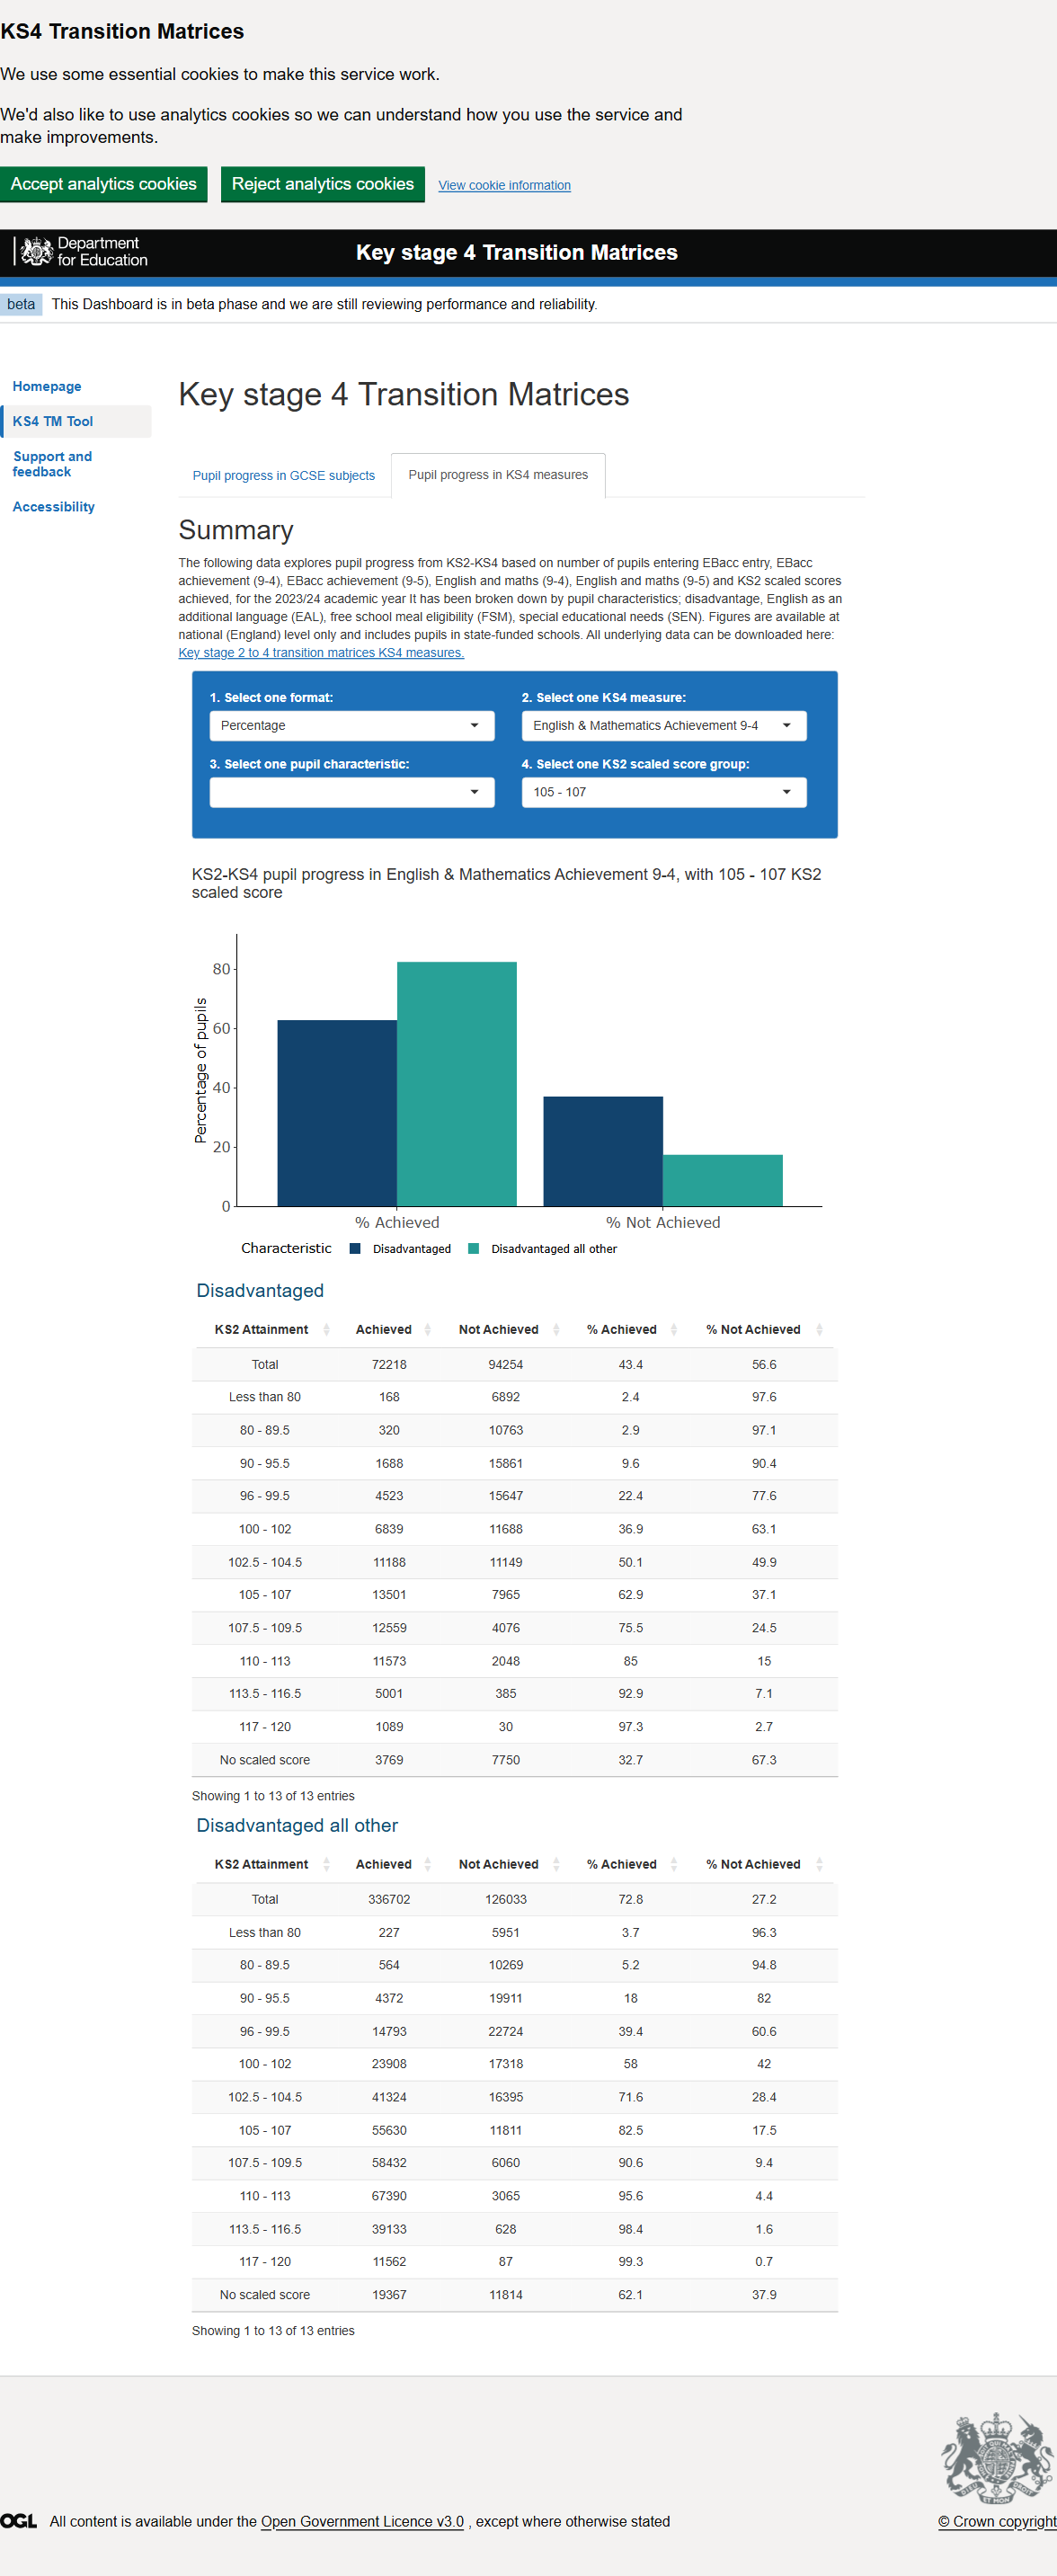 KS4 Transition Matrices
We use some essential cookies to make this service work.
We'd also like to use analytics cookies so we can understand how you use the service and
make improvements.
Accept analytics cookies Reject analytics cookies View cookie information
Department
for Education
Key stage 4 Transition Matrices
beta This Dashboard is in beta phase and we are still reviewing performance and reliability.
Homepage
KS4 TM Tool
Support and
feedback
Accessibility
Key stage 4 Transition Matrices
Pupil progress in GCSE subjects Pupil progress in KS4 measures
Summary
The following data explores pupil progress from KS2-KS4 based on number of pupils entering EBacc entry, EBacc
achievement (9-4), EBacc achievement (9-5), English and maths (9-4), English and maths (9-5) and KS2 scaled scores
achieved, for the 2023/24 academic year It has been broken down by pupil characteristics; disadvantage, English as an
additional language (EAL), free school meal eligibility (FSM), special educational needs (SEN). Figures are available at
national (England) level only and includes pupils in state-funded schools. All underlying data can be downloaded here:
Key stage 2 to 4 transition matrices KS4 measures.
1. Select one format: 2. Select one KS4 measure:
Percentage English & Mathematics Achievement 9-4
3. Select one pupil characteristic: 4. Select one KS2 scaled score group:
105 - 107
KS2-KS4 pupil progress in English & Mathematics Achievement 9-4, with 105 - 107 KS2
scaled score
Percentage of pupils
80
60
40
20
0
% Achieved % Not Achieved
Characteristic Disadvantaged Disadvantaged all other
Disadvantaged
KS2 Attainment Achieved Not Achieved % Achieved % Not Achieved
Total 72218 94254 43.4 56.6
Less than 80 168 6892 2.4 97.6
80 - 89.5 320 10763 2.9 97.1
90 - 95.5 1688 15861 9.6 90.4
96 - 99.5 4523 15647 22.4 77.6
100 - 102 6839 11688 36.9 63.1
102.5 - 104.5 11188 11149 50.1 49.9
105 - 107 13501 7965 62.9 37.1
107.5 - 109.5 12559 4076 75.5 24.5
110 - 113 11573 2048 85 15
113.5 - 116.5 5001 385 92.9 7.1
117 - 120 1089 30 97.3 2.7
No scaled score 3769 7750 32.7 67.3
Showing 1 to 13 of 13 entries
Disadvantaged all other
KS2 Attainment Achieved Not Achieved % Achieved % Not Achieved
Total 336702 126033 72.8 27.2
Less than 80 227 5951 3.7 96.3
80 - 89.5 564 10269 5.2 94.8
90 - 95.5 4372 19911 18 82
96 - 99.5 14793 22724 39.4 60.6
100 - 102 23908 17318 58 42
102.5 - 104.5 41324 16395 71.6 28.4
105 - 107 55630 11811 82.5 17.5
107.5 - 109.5 58432 6060 90.6 9.4
110 - 113 67390 3065 95.6 4.4
113.5 - 116.5 39133 628 98.4 1.6
117 - 120 11562 87 99.3 0.7
No scaled score 19367 11814 62.1 37.9
Showing 1 to 13 of 13 entries
OGL All content is available under the Open Government Licence v3.0 , except where otherwise stated
© Crown copyright